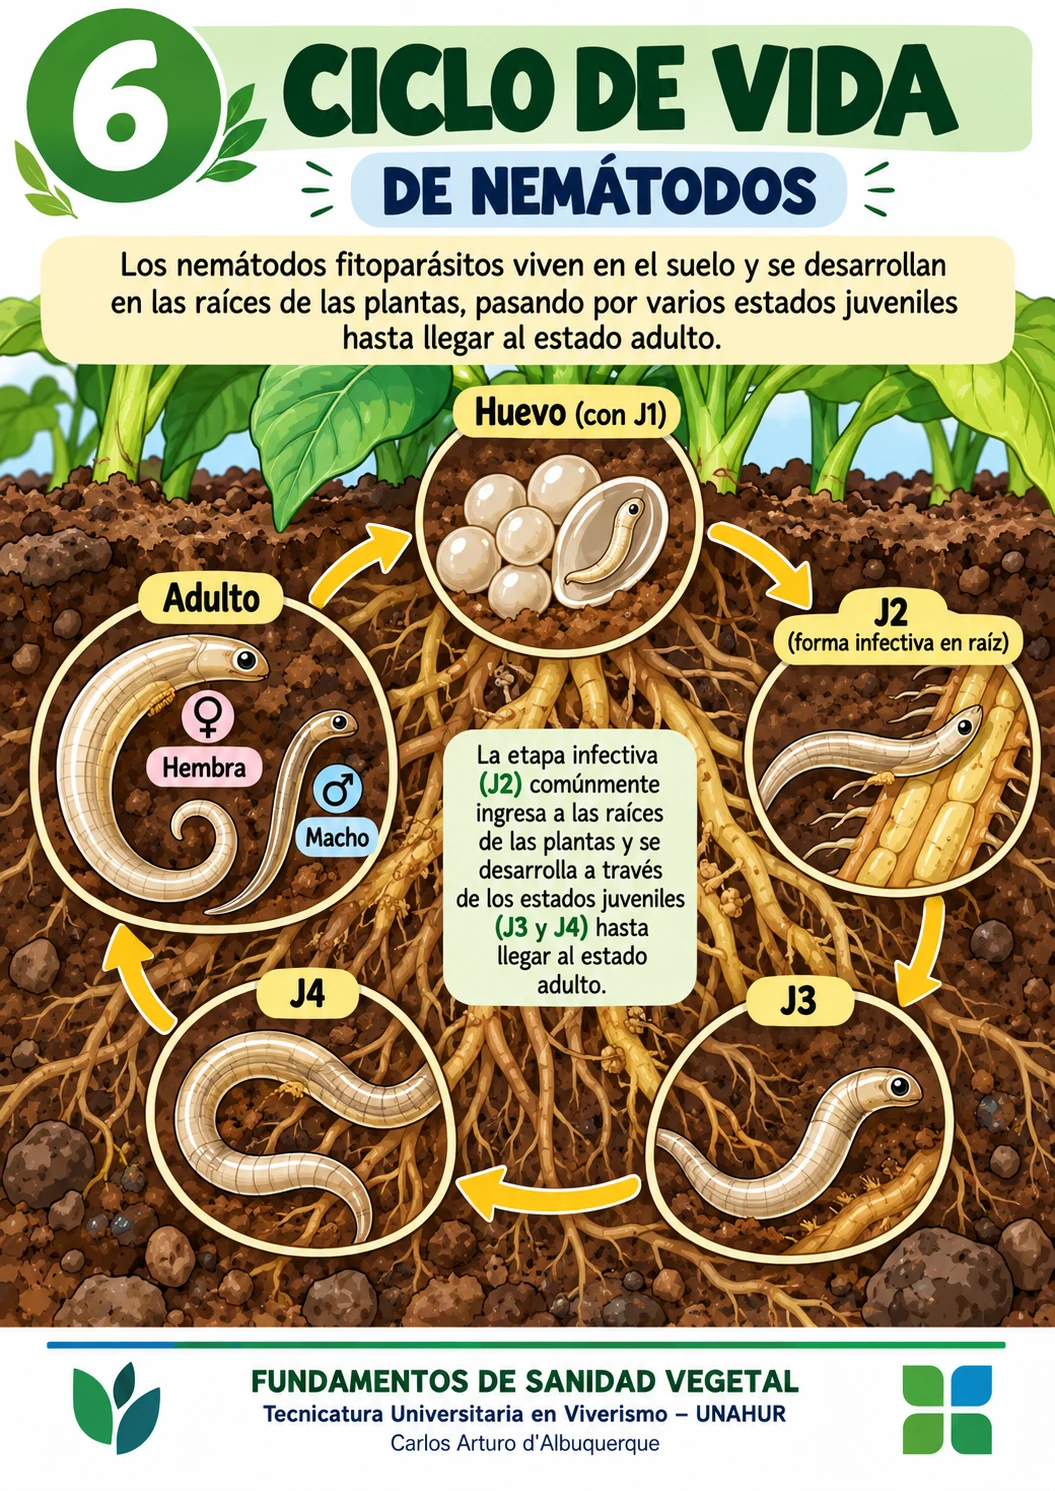 6
CICLO DE VIDA
DE NEMÁTODOS
Los nemátodos fitoparásitos viven en el suelo y se desarrollan
en las raíces de las plantas, pasando por varios estados juveniles
hasta llegar al estado adulto.
Huevo (con J1)
J2
(forma infectiva en raíz)
Adulto
♀
Hembra
♂
Macho
La etapa infectiva
(J2) comúnmente
ingresa a las raíces
de las plantas y se
desarrolla a través
de los estados juveniles
(J3 y J4) hasta
llegar al estado
adulto.
J4
J3
FUNDAMENTOS DE SANIDAD VEGETAL
Tecnicatura Universitaria en Viverismo – UNAHUR
Carlos Arturo d'Albuquerque